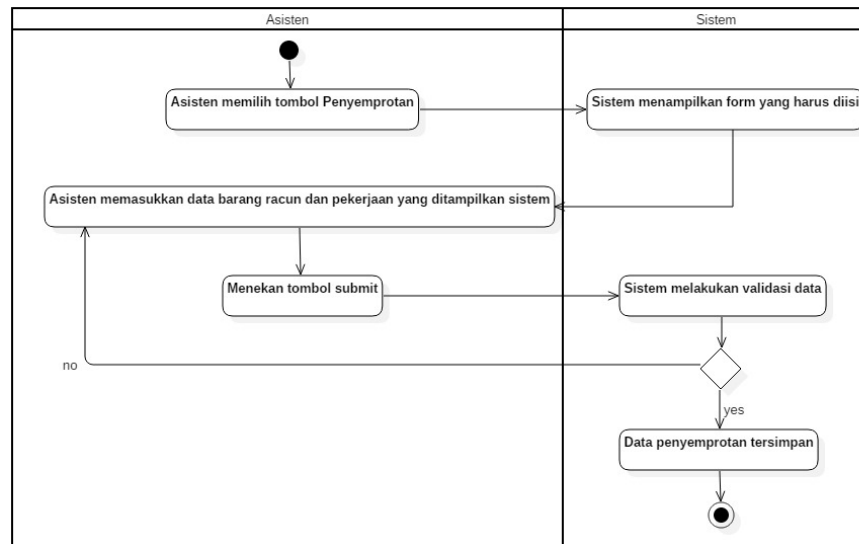 Asisten
Sistem
Asisten memilih tombol Penyemprotan
Sistem menampilkan form yang harus diisi
Asisten memasukkan data barang racun dan pekerjaan yang ditampilkan sistem
Menekan tombol submit
Sistem melakukan validasi data
no
yes
Data penyemprotan tersimpan